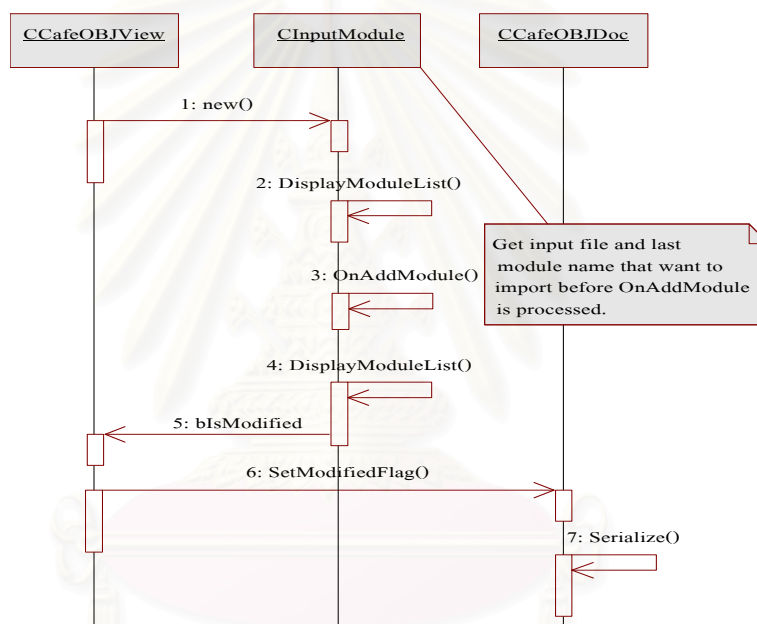 CCafeOBJView
CInputModule
CCafeOBJDoc
1: new()
2: DisplayModuleList()
Get input file and last
module name that want to
import before OnAddModule
is processed.
3: OnAddModule()
4: DisplayModuleList()
5: bIsModified
6: SetModifiedFlag()
7: Serialize()